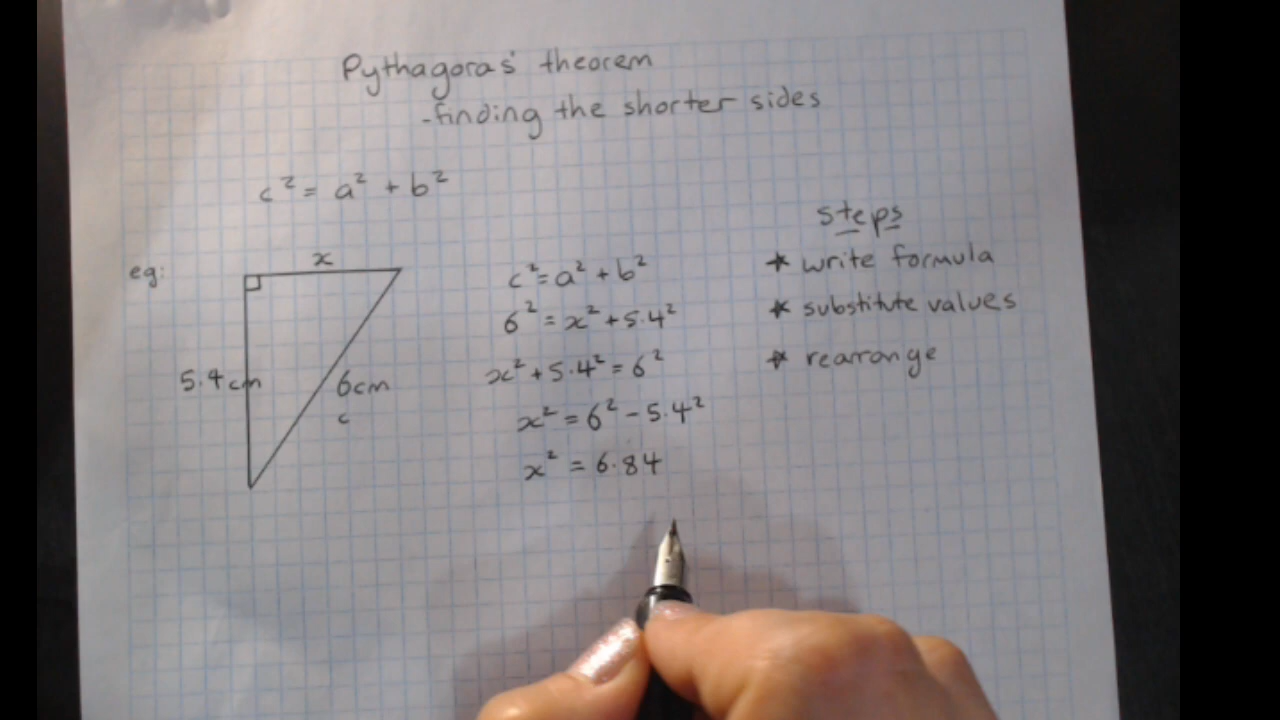 Pythagoras' theorem
-finding the shorter sides
c² = a² + b²
eg:
x
5.4cm
6cm
c
c² = a² + b²
6² = x² + 5.4²
x² + 5.4² = 6²
x² = 6² - 5.4²
x² = 6.84
steps
* write formula
* substitute values
* rearrange